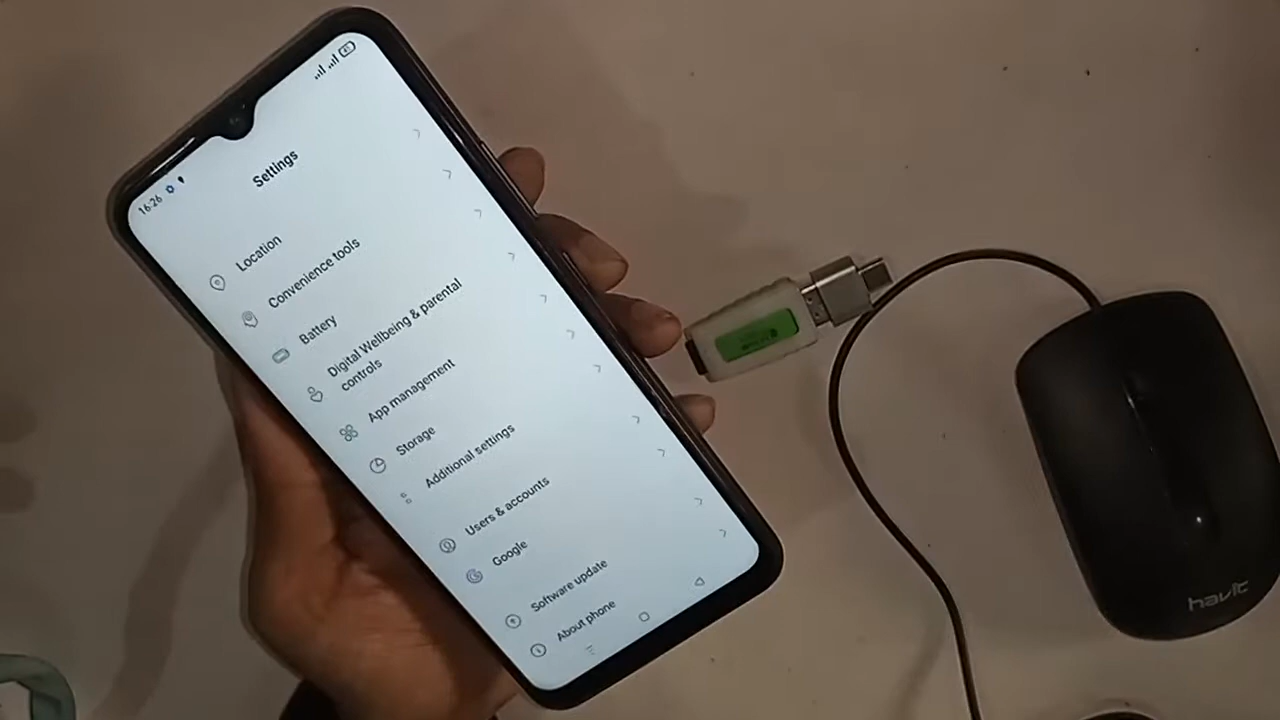 16:26
Settings
Location
Convenience tools
Battery
Digital Wellbeing & parental
controls
App management
Storage
Additional settings
Users & accounts
Google
Software update
About phone
havit